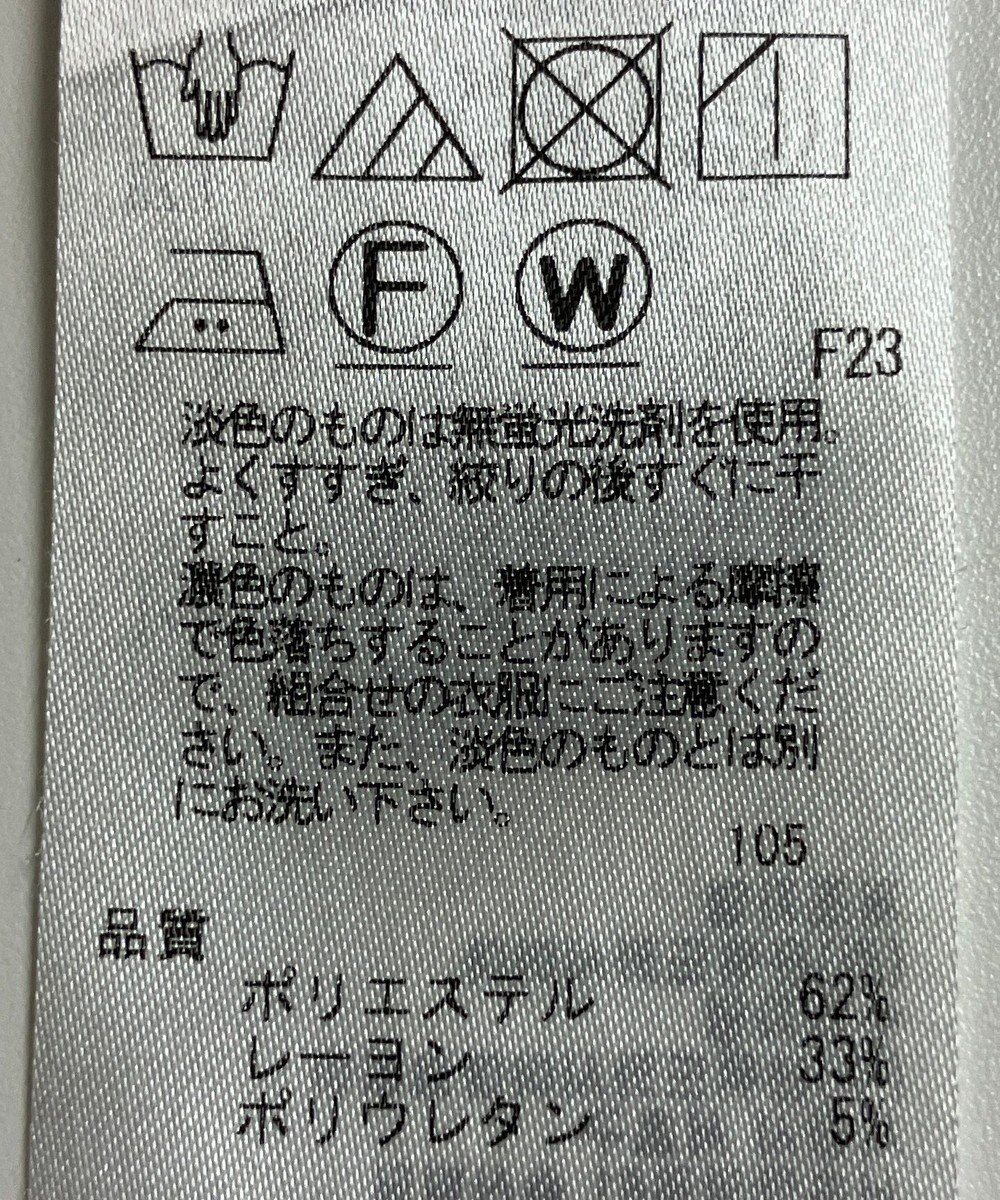 F
W
F23
淡色のものは無蛍光洗剤を使用。
よくすすぎ、絞りの後すぐに干
すこと。
濃色のものは、着用による摩擦
で色落ちすることがありますの
で、組合せの衣服にご注意くだ
さい。また、淡色のものとは別
にお洗い下さい。
105
品質
ポリエステル 62%
レーヨン 33%
ポリウレタン 5%